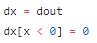 dx = dout
dx[x < 0] = 0